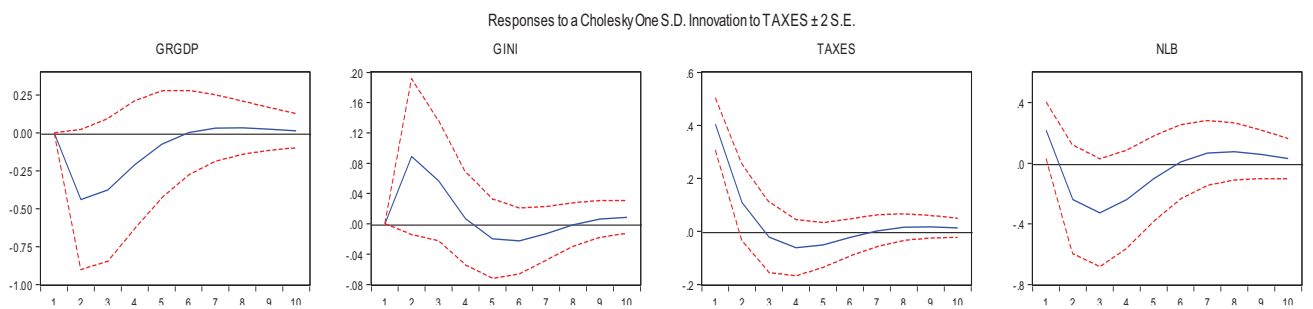 Responses to a Cholesky One S.D. Innovation to TAXES ± 2 S.E.
GRGDP
0.25
0.00
-0.25
-0.50
-0.75
-1.00
1 2 3 4 5 6 7 8 9 10
GINI
.20
.16
.12
.08
.04
.00
-.04
-.08
1 2 3 4 5 6 7 8 9 10
TAXES
.6
.4
.2
.0
-.2
1 2 3 4 5 6 7 8 9 10
NLB
.4
.0
-.4
-.8
1 2 3 4 5 6 7 8 9 10